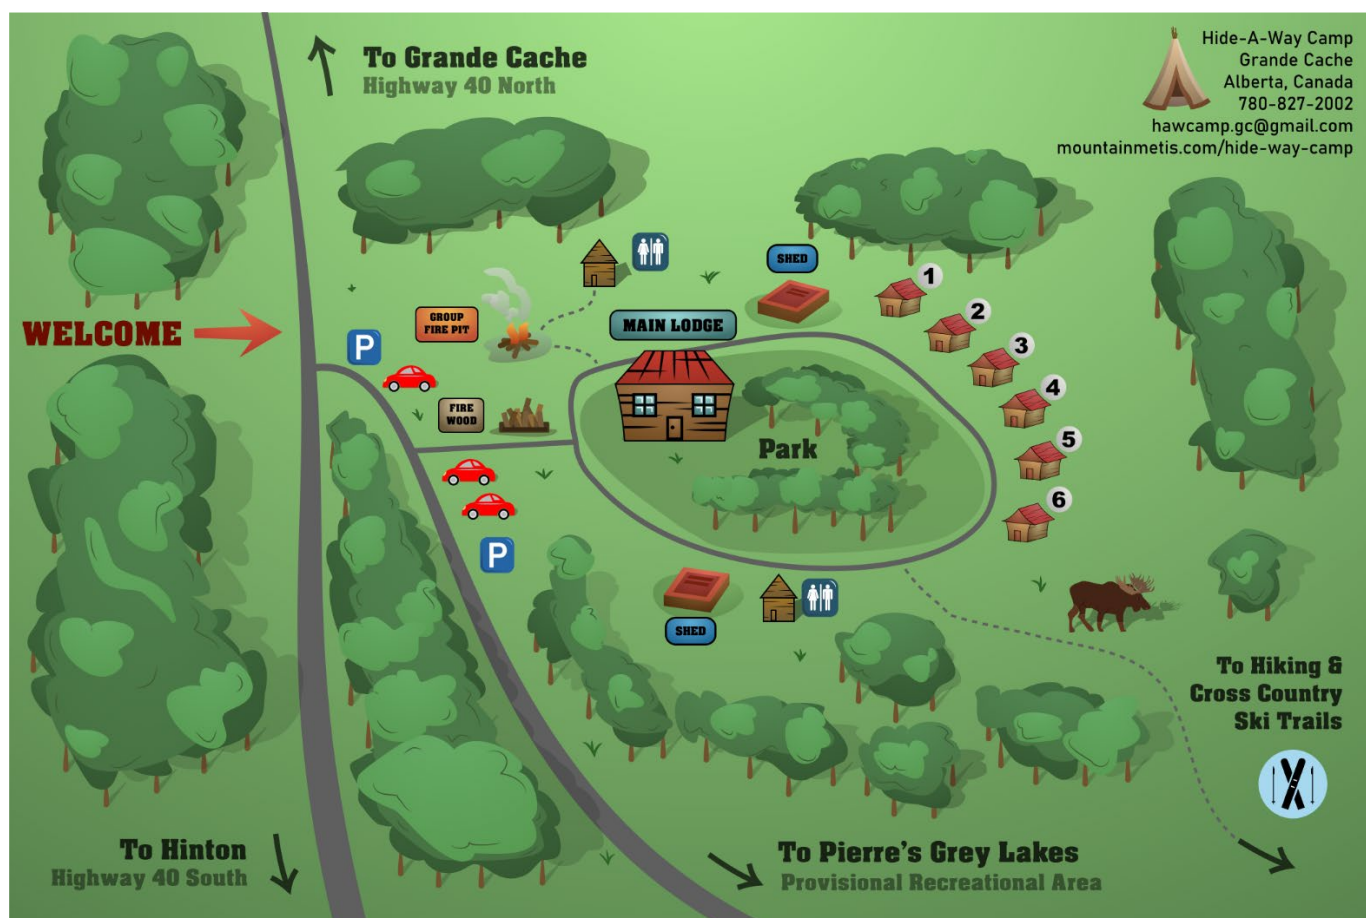 To Grande Cache
Highway 40 North
Hide-A-Way Camp
Grande Cache
Alberta, Canada
780-827-2002
hawcamp.gc@gmail.com
mountainmetis.com/hide-way-camp
WELCOME
SHED
1
2
3
4
5
6
GROUP
FIRE PIT
MAIN LODGE
P
FIRE
WOOD
Park
P
SHED
To Hiking &
Cross Country
Ski Trails
To Hinton
Highway 40 South
To Pierre's Grey Lakes
Provisional Recreational Area